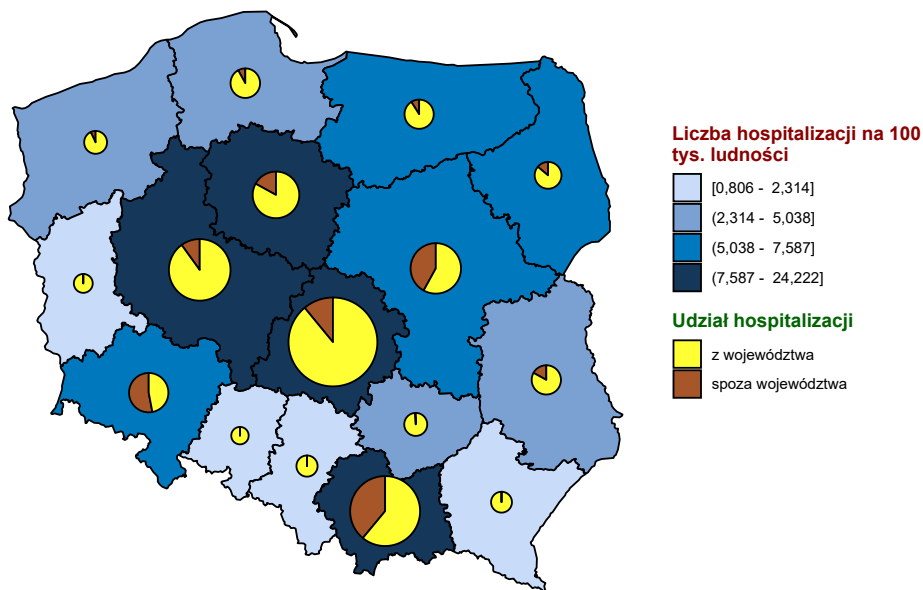 Liczba hospitalizacji na 100
tys. ludności
[0,806 - 2,314]
(2,314 - 5,038]
(5,038 - 7,587]
(7,587 - 24,222]
Udział hospitalizacji
z województwa
spoza województwa